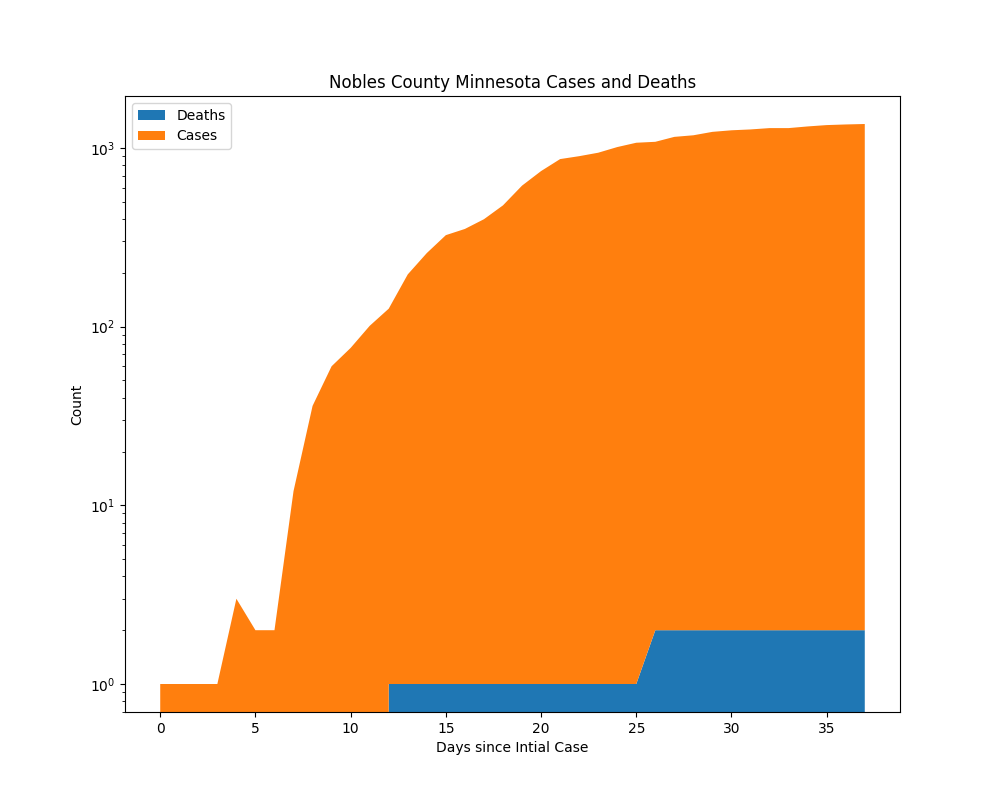 Nobles County Minnesota Cases and Deaths
Deaths
Cases
10³
10²
10¹
10⁰
Count
0 5 10 15 20 25 30 35
Days since Intial Case